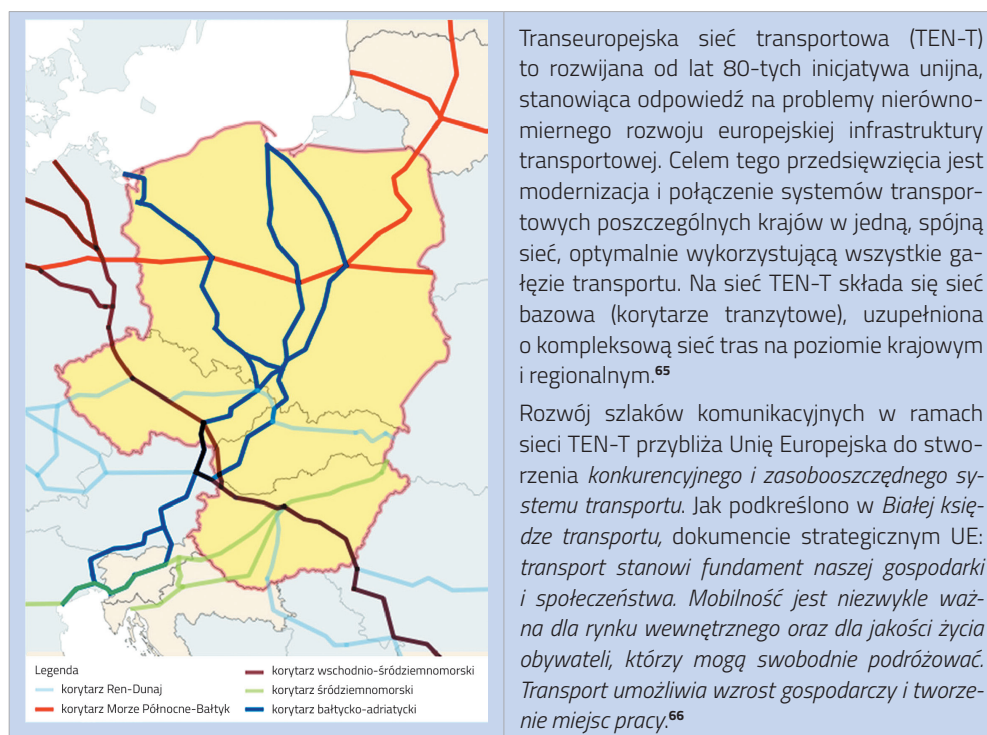 Transeuropejska sieć transportowa (TEN-T)
to rozwijana od lat 80-tych inicjatywa unijna,
stanowiąca odpowiedź na problemy nierówno-
miernego rozwoju europejskiej infrastruktury
transportowej. Celem tego przedsięwzięcia jest
modernizacja i połączenie systemów transpor-
towych poszczególnych krajów w jedną, spójną
sieć, optymalnie wykorzystującą wszystkie ga-
łęzie transportu. Na sieć TEN-T składa się sieć
bazowa (korytarze tranzytowe), uzupełniona
o kompleksową sieć tras na poziomie krajowym
i regionalnym.65
Rozwój szlaków komunikacyjnych w ramach
sieci TEN-T przybliża Unię Europejska do stwo-
rzenia konkurencyjnego i zasobooszczędnego sy-
stemu transportu. Jak podkreślono w Białej księ-
dze transportu, dokumencie strategicznym UE:
transport stanowi fundament naszej gospodarki
i społeczeństwa. Mobilność jest niezwykle waż-
na dla rynku wewnętrznego oraz dla jakości życia
obywateli, którzy mogą swobodnie podróżować.
Transport umożliwia wzrost gospodarczy i tworze-
nie miejsc pracy.66
Legenda
korytarz Ren-Dunaj
korytarz Morze Północne-Bałtyk
korytarz wschodnio-śródziemnomorski
korytarz śródziemnomorski
korytarz bałtycko-adriatycki